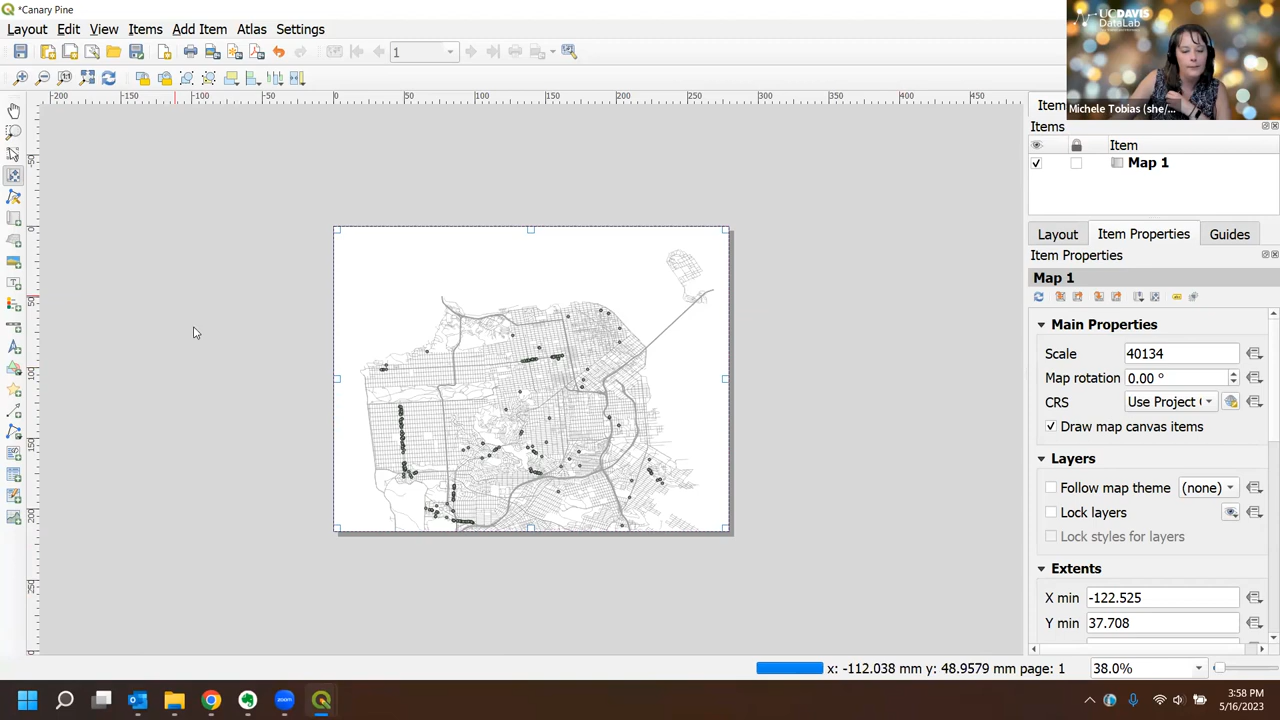 *Canary Pine
Layout Edit View Items Add Item Atlas Settings
1
UCDAVIS
DataLab
Michele Tobias (she/...
200 150 100 50 0 50 100 150 200 250 300 350 400 450
Items
Item
Map 1
Layout Item Properties Guides
Item Properties
Map 1
Main Properties
Scale 40134
Map rotation 0.00 °
CRS Use Project
Draw map canvas items
Layers
Follow map theme (none)
Lock layers
Lock styles for layers
Extents
X min -122.525
Y min 37.708
x: -112.038 mm y: 48.9579 mm page: 1 38.0%
zoom
3:58 PM
5/16/2023